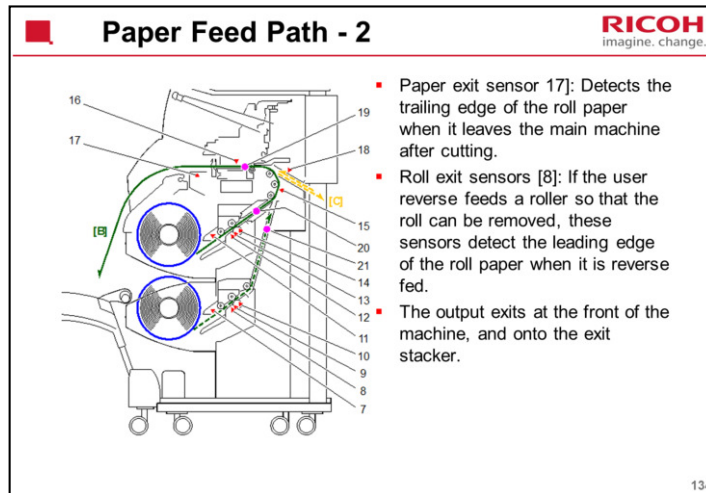 Paper Feed Path - 2
RICOH
imagine. change.
16
17
19
18
[C]
[B]
15
20
21
14
13
12
11
10
9
8
7
Paper exit sensor 17]: Detects the
trailing edge of the roll paper
when it leaves the main machine
after cutting.
Roll exit sensors [8]: If the user
reverse feeds a roller so that the
roll can be removed, these
sensors detect the leading edge
of the roll paper when it is reverse
fed.
The output exits at the front of the
machine, and onto the exit
stacker.